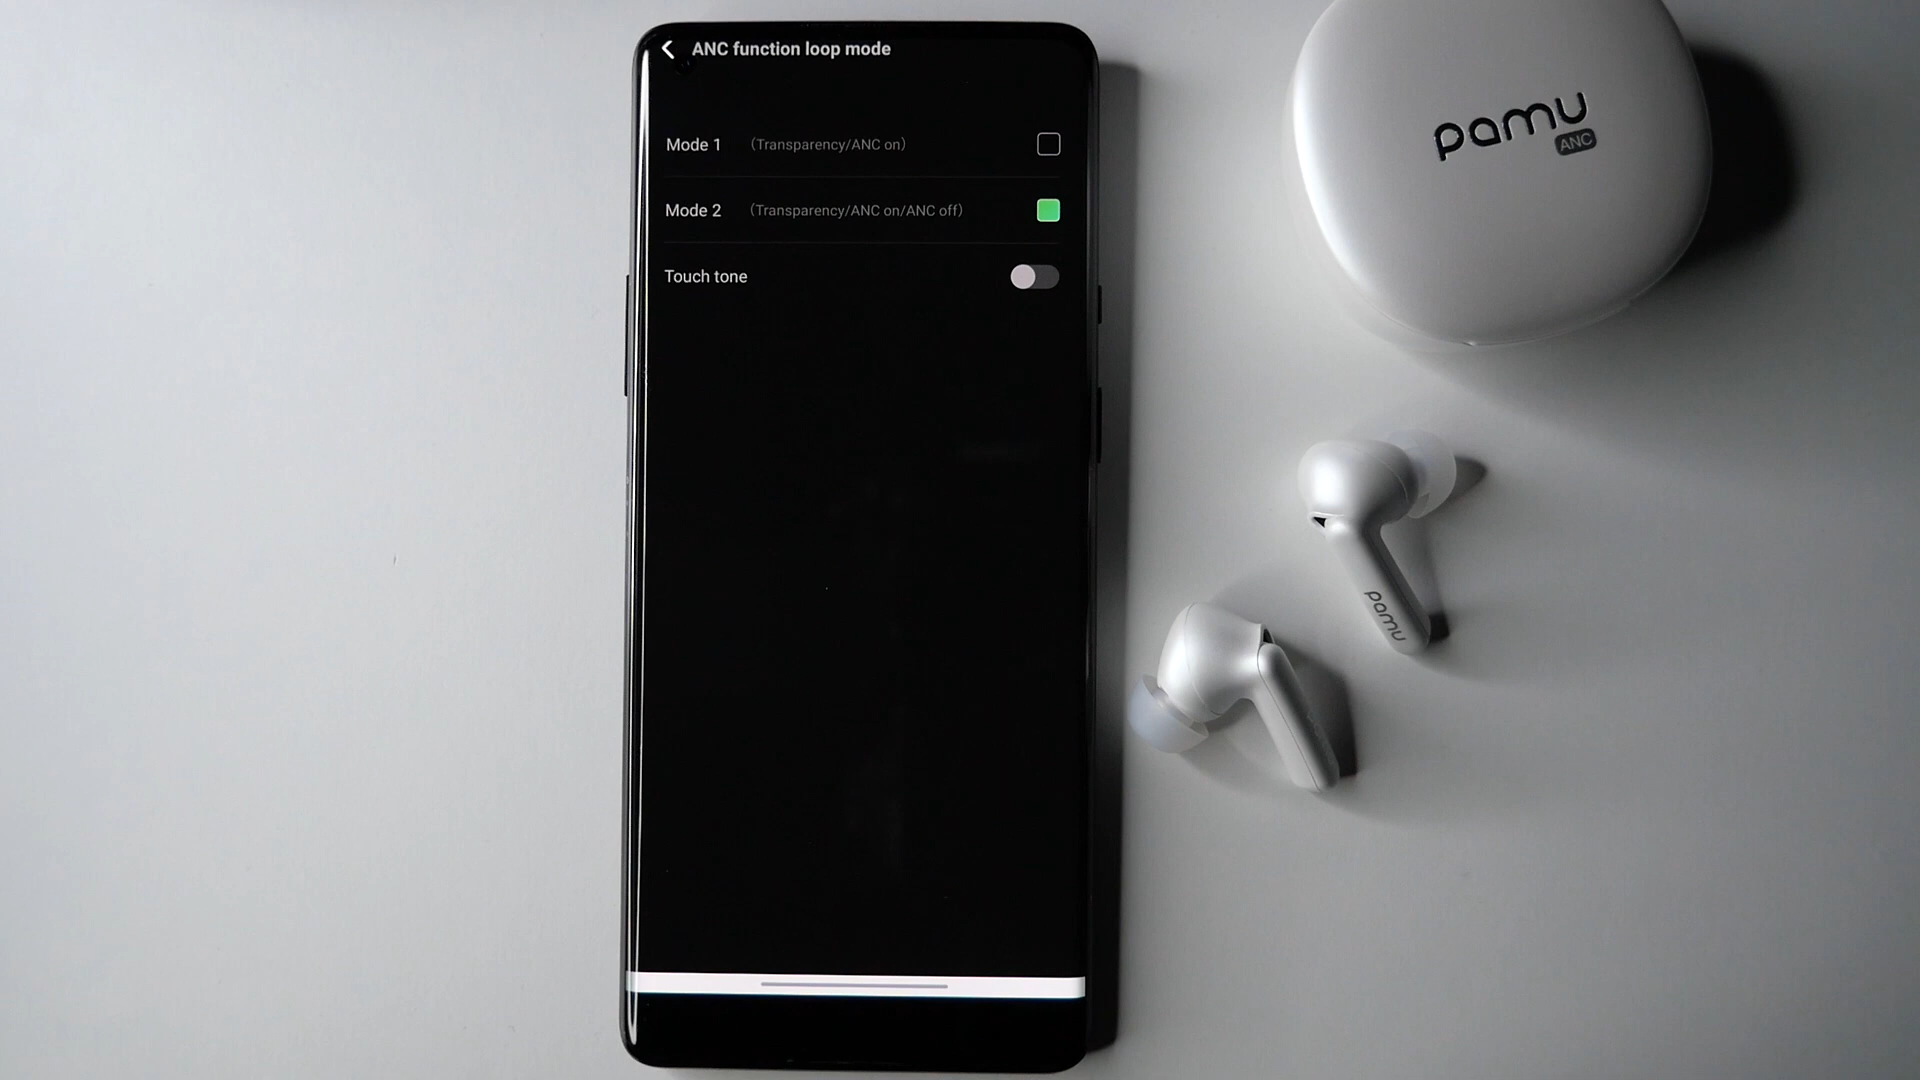 ANC function loop mode
Mode 1 (Transparency/ANC on)
Mode 2 (Transparency/ANC on/ANC off)
Touch tone
pamu
ANC
pamu